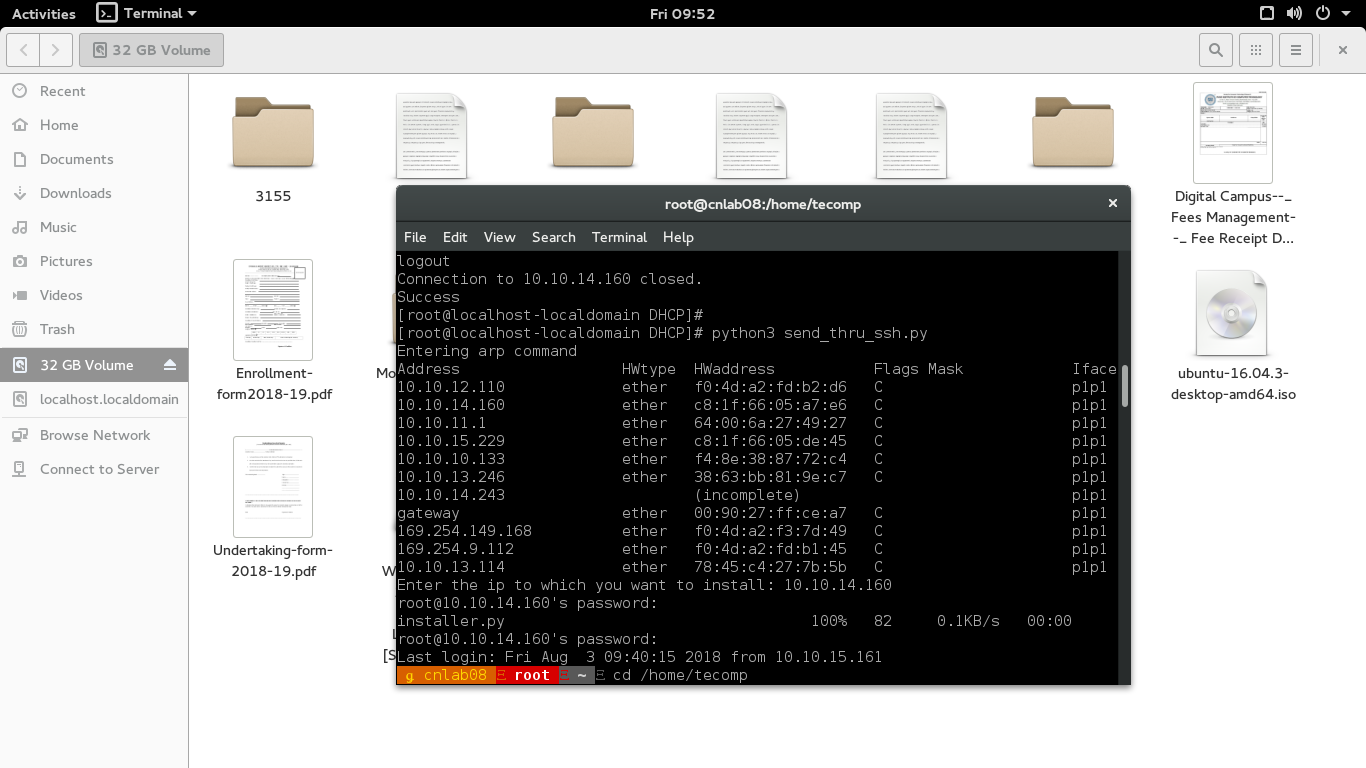 Activities Terminal Fri 09:52
32 GB Volume
Recent
Home
Documents
Downloads
Music
Pictures
Videos
Trash
32 GB Volume
localhost.localdomain
Browse Network
Connect to Server
3155
Digital Campus--_
Fees Management-
-_ Fee Receipt D...
Enrollment-
form2018-19.pdf
Mo
ubuntu-16.04.3-
desktop-amd64.iso
Undertaking-form-
2018-19.pdf
W
[S
root@cnlab08:/home/tecomp
File Edit View Search Terminal Help
logout
Connection to 10.10.14.160 closed.
Success
[root@localhost-localdomain DHCP]#
[root@localhost-localdomain DHCP]# python3 send_thru_ssh.py
Entering arp command
Address HWtype HWaddress Flags Mask Iface
10.10.12.110 ether f0:4d:a2:fd:b2:d6 C p1p1
10.10.14.160 ether c8:1f:66:05:a7:e6 C p1p1
10.10.11.1 ether 64:00:6a:27:49:27 C p1p1
10.10.15.229 ether c8:1f:66:05:de:45 C p1p1
10.10.10.133 ether f4:8e:38:87:72:c4 C p1p1
10.10.13.246 ether 38:63:bb:81:9e:c7 C p1p1
10.10.14.243 (incomplete) p1p1
gateway ether 00:90:27:ff:ce:a7 C p1p1
169.254.149.168 ether f0:4d:a2:f3:7d:49 C p1p1
169.254.9.112 ether f0:4d:a2:fd:b1:45 C p1p1
10.10.13.114 ether 78:45:c4:27:7b:5b C p1p1
Enter the ip to which you want to install: 10.10.14.160
root@10.10.14.160's password:
installer.py 100% 82 0.1KB/s 00:00
root@10.10.14.160's password:
Last login: Fri Aug 3 09:40:15 2018 from 10.10.15.161
g cnlab08 root ~ cd /home/tecomp